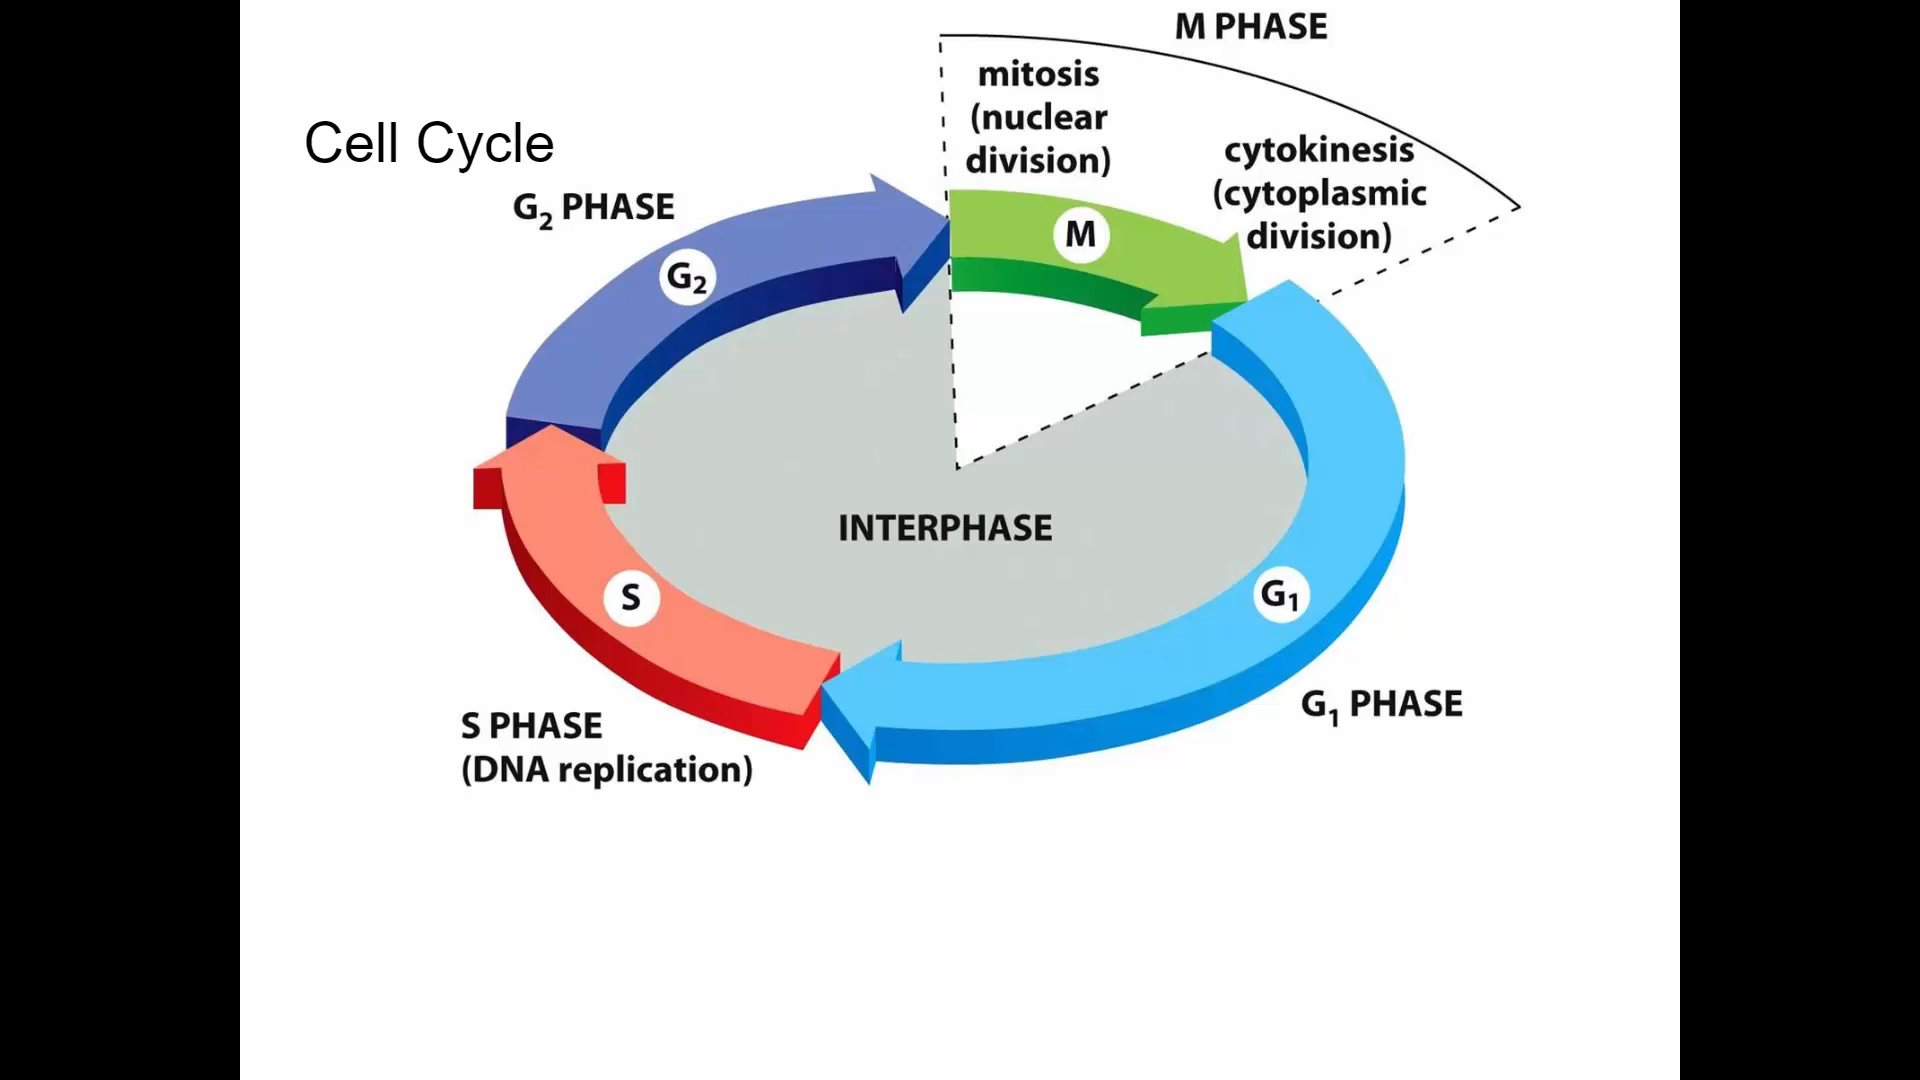 M PHASE
mitosis
(nuclear
division)
cytokinesis
(cytoplasmic
division)
Cell Cycle
G₂ PHASE
M
G₂
INTERPHASE
S
G₁
G₁ PHASE
S PHASE
(DNA replication)